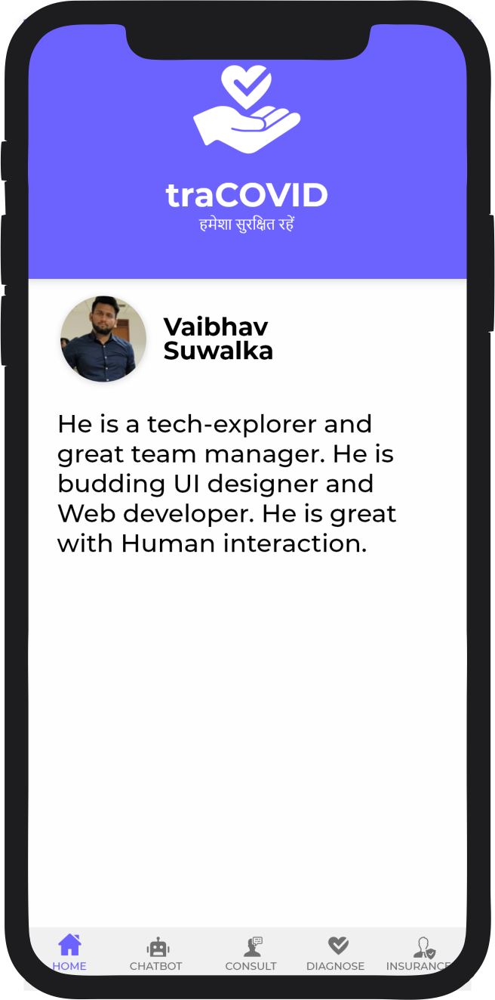 traCOVID
हमेशा सुरक्षित रहें
Vaibhav
Suwalka
He is a tech-explorer and
great team manager. He is
budding UI designer and
Web developer. He is great
with Human interaction.
HOME CHATBOT CONSULT DIAGNOSE INSURANCE